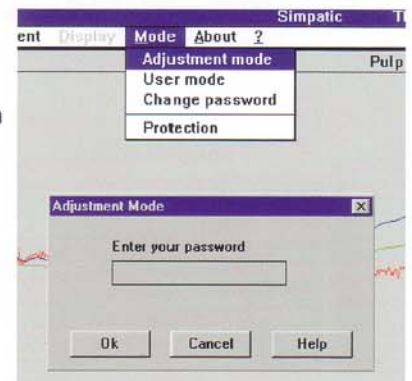 Simpatic
ent Display Mode About ?
Adjustment mode
Pulp
User mode
Change password
Protection
Adjustment Mode
Enter your password
Ok Cancel Help